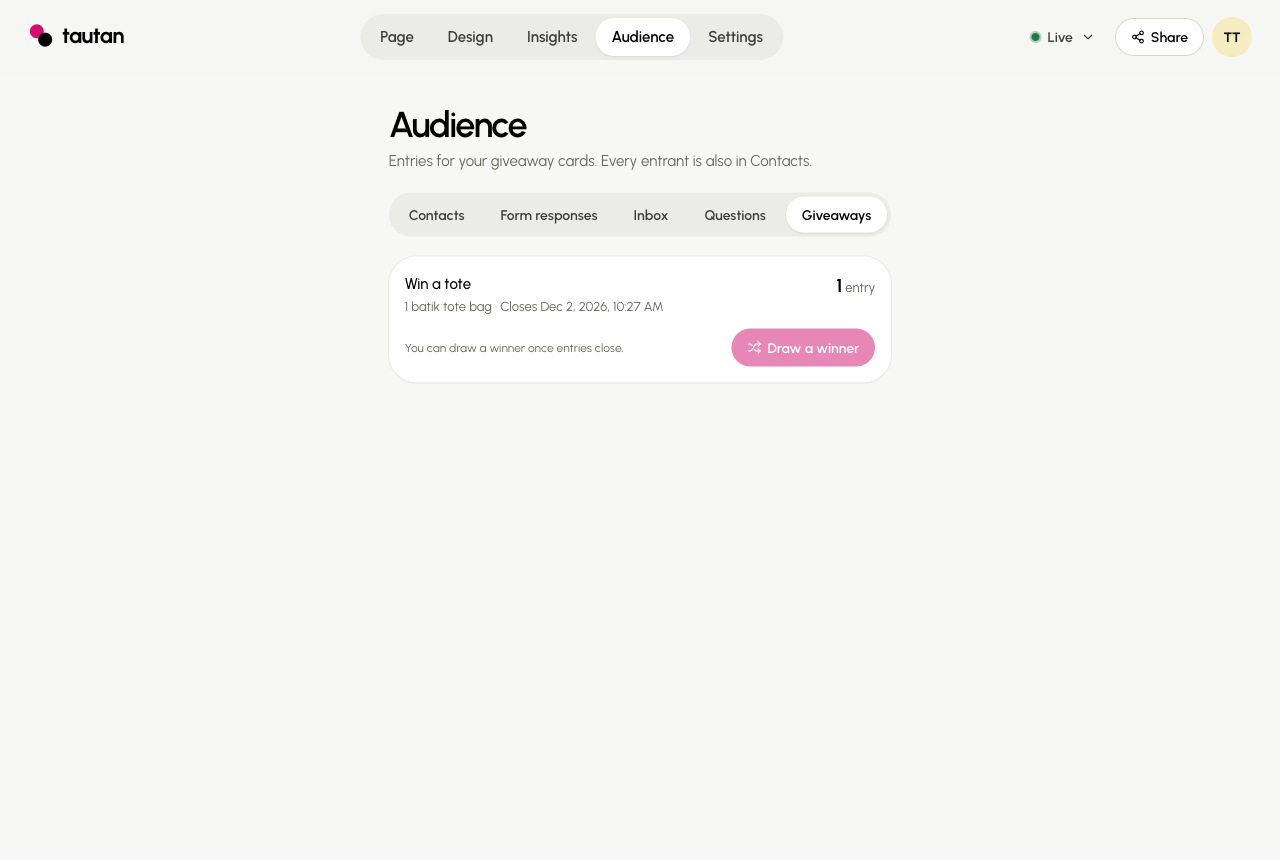 tautan
Page Design Insights Audience Settings
Live
Share
TT
Audience
Entries for your giveaway cards. Every entrant is also in Contacts.
Contacts Form responses Inbox Questions Giveaways
Win a tote
1 entry
1 batik tote bag · Closes Dec 2, 2026, 10:27 AM
You can draw a winner once entries close.
Draw a winner